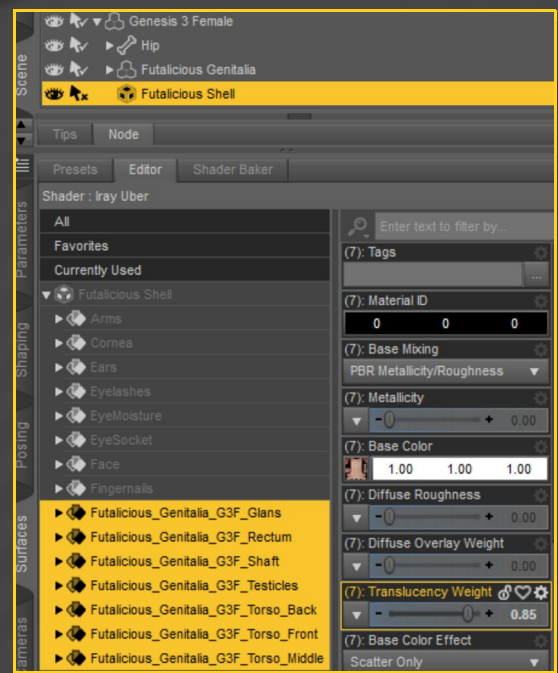 Genesis 3 Female
Hip
Futalicious Genitalia
Futalicious Shell
Scene
Tips Node
Presets Editor Shader Baker
Shader : Iray Uber
Parameters
Shaping
Posing
Surfaces
ameras
All
Favorites
Currently Used
Futalicious Shell
Arms
Cornea
Ears
Eyelashes
EyeMoisture
EyeSocket
Face
Fingernails
Futalicious_Genitalia_G3F_Glans
Futalicious_Genitalia_G3F_Rectum
Futalicious_Genitalia_G3F_Shaft
Futalicious_Genitalia_G3F_Testicles
Futalicious_Genitalia_G3F_Torso_Back
Futalicious_Genitalia_G3F_Torso_Front
Futalicious_Genitalia_G3F_Torso_Middle
Enter text to filter by...
(7): Tags
...
(7): Material ID
0 0 0
(7): Base Mixing
PBR Metallicity/Roughness
(7): Metallicity
- + 0.00
(7): Base Color
1.00 1.00 1.00
(7): Diffuse Roughness
- + 0.00
(7): Diffuse Overlay Weight
- + 0.00
(7): Translucency Weight
- + 0.85
(7): Base Color Effect
Scatter Only